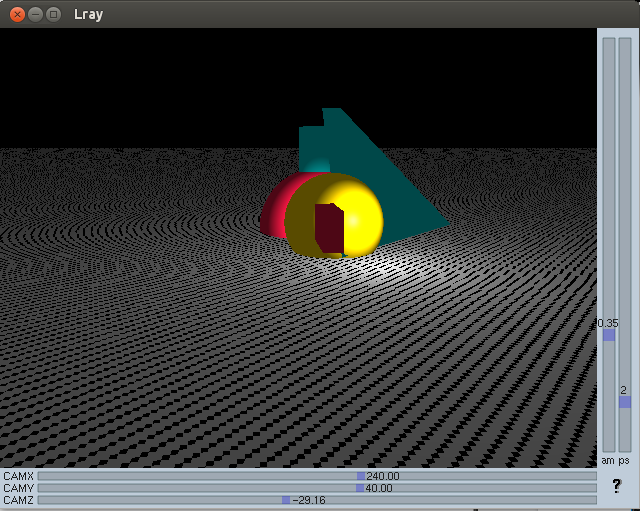 Lray
0.35
2
am ps
CAMX 240.00
CAMY 40.00
CAMZ -29.16
?